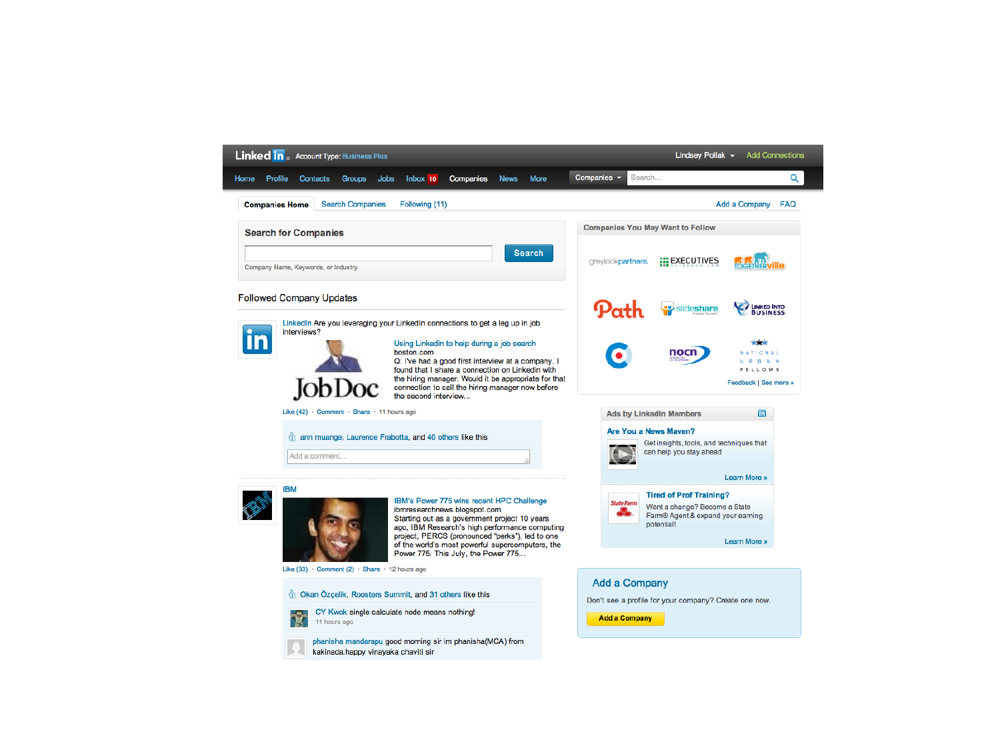 Linked in Account Type: Business Plus
Lindsey Pollak Add Connections
Home Profile Contacts Groups Jobs Inbox 10 Companies News More
Companies Search...
Companies Home Search Companies Following (11)
Add a Company FAQ
Search for Companies
Search
Company Name, Keywords, or Industry
Followed Company Updates
in
LinkedIn Are you leveraging your LinkedIn connections to get a leg up in job
interviews?
JobDoc
Using Linkedin to help during a job search
boston.com
Q: I've had a good first interview at a company. I
found that I share a connection on Linkedin with
the hiring manager. Would it be appropriate for that
connection to call the hiring manager now before
the second interview...
Like (42) • Comment • Share • 11 hours ago
ann muange, Laurence Frabotta, and 40 others like this
Add a comment...
IBM
IBM
IBM's Power 775 wins recent HPC Challenge
ibmresearchnews.blogspot.com
Starting out as a government project 10 years
ago, IBM Research's high performance computing
project, PERCS (pronounced “perks”), led to one
of the world's most powerful supercomputers, the
Power 775. This July, the Power 775...
Like (33) • Comment (2) • Share • 12 hours ago
Okan Özçelik, Roosters Summit, and 31 others like this
CY Kwok single calculate node means nothing!
11 hours ago
phanisha mandarapu good morning sir im phanisha(MCA) from
kakinada.happy vinayaka chaviti sir
Companies You May Want to Follow
greylockpartners.
EXECUTIVES
TOGETHERville
Path
slideshare
Present Yourself
LINKED INTO
BUSINESS
nocn
NATIONAL
URBAN
FELLOWS
Feedback | See more »
Ads by LinkedIn Members in
Are You a News Maven?
Get insights, tools, and techniques that
can help you stay ahead
Learn More »
State Farm
Tired of Prof Training?
Want a change? Become a State
Farm® Agent & expand your earning
potential!
Learn More »
Add a Company
Don't see a profile for your company? Create one now.
Add a Company